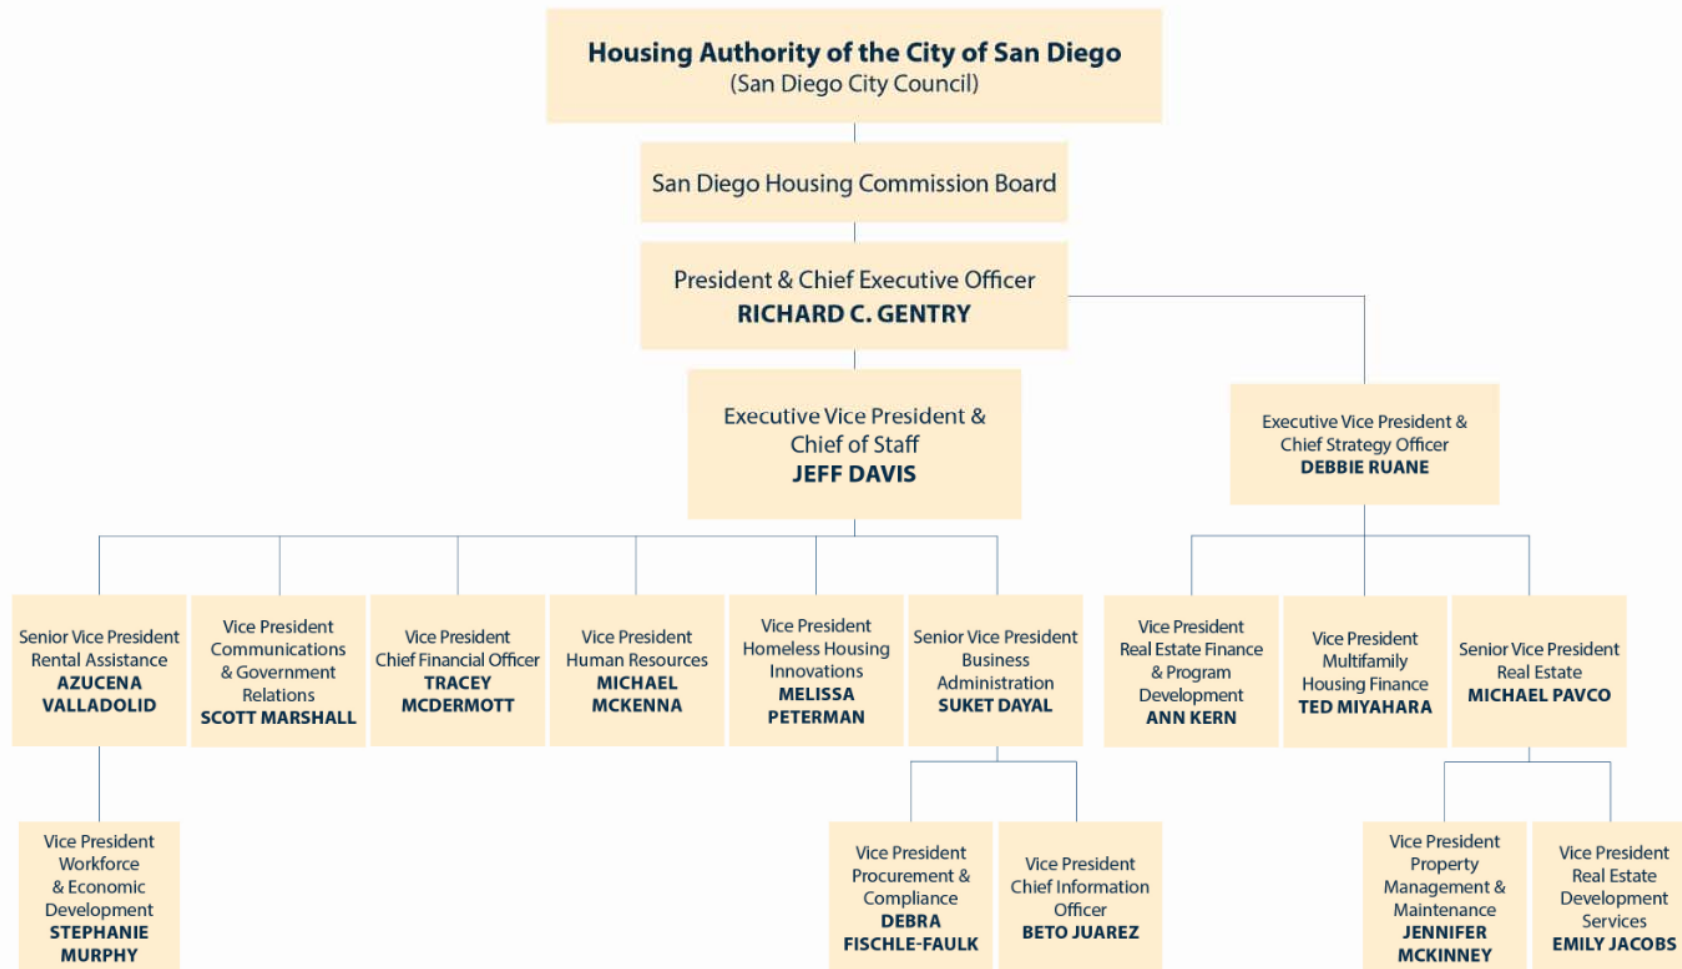 Housing Authority of the City of San Diego
(San Diego City Council)
San Diego Housing Commission Board
President & Chief Executive Officer
RICHARD C. GENTRY
Executive Vice President &
Chief of Staff
JEFF DAVIS
Executive Vice President &
Chief Strategy Officer
DEBBIE RUANE
Senior Vice President
Rental Assistance
AZUCENA
VALLADOLID
Vice President
Communications
& Government
Relations
SCOTT MARSHALL
Vice President
Chief Financial Officer
TRACEY
MCDERMOTT
Vice President
Human Resources
MICHAEL
MCKENNA
Vice President
Homeless Housing
Innovations
MELISSA
PETERMAN
Senior Vice President
Business
Administration
SUKET DAYAL
Vice President
Real Estate Finance
& Program
Development
ANN KERN
Vice President
Multifamily
Housing Finance
TED MIYAHARA
Senior Vice President
Real Estate
MICHAEL PAVCO
Vice President
Workforce
& Economic
Development
STEPHANIE
MURPHY
Vice President
Procurement &
Compliance
DEBRA
FISCHLE-FAULK
Vice President
Chief Information
Officer
BETO JUAREZ
Vice President
Property
Management &
Maintenance
JENNIFER
MCKINNEY
Vice President
Real Estate
Development
Services
EMILY JACOBS